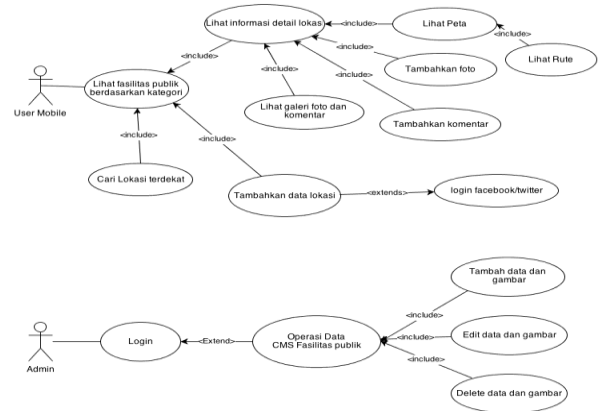 Lihat informasi detail lokas
<include>
Lihat Peta
<include>
Lihat Rute
<include>
<include>
Tambahkan foto
<include>
<include>
Lihat fasilitas publik
berdasarkan kategori
User Mobile
Lihat galeri foto dan
komentar
Tambahkan komentar
<include>
<include>
Cari Lokasi terdekat
Tambahkan data lokasi
<extends>
login facebook/twitter
Tambah data dan
gambar
<include>
Login
<Extend>
Operasi Data
CMS Fasilitas publik
<include>
Edit data dan gambar
<include>
Admin
Delete data dan gambar